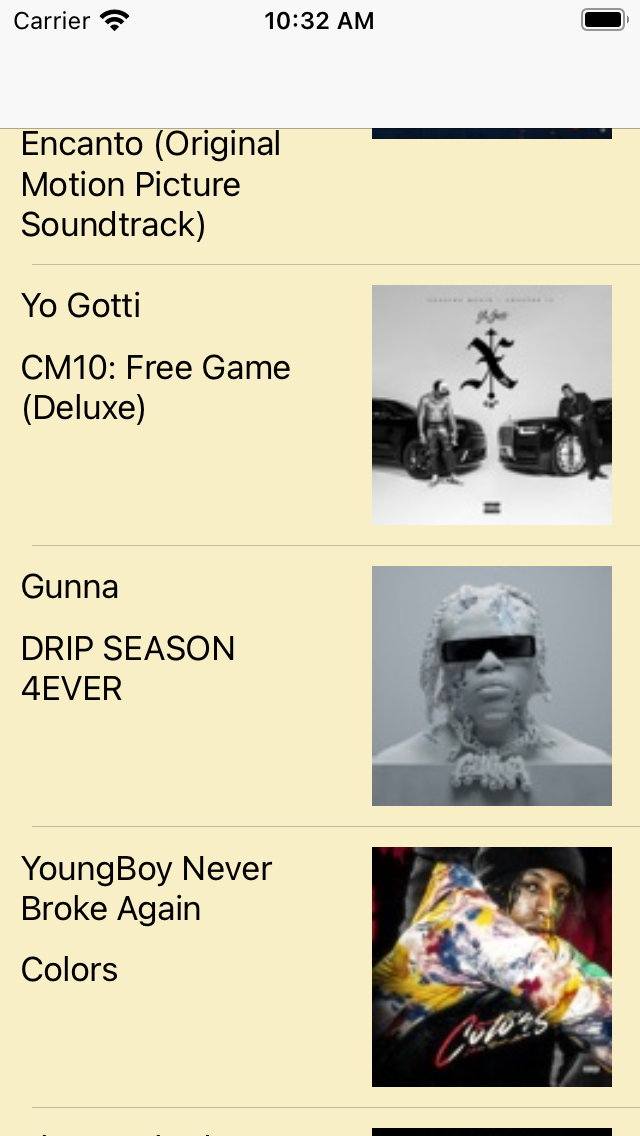 Carrier
10:32 AM
Encanto (Original
Motion Picture
Soundtrack)
Yo Gotti
CM10: Free Game
(Deluxe)
Gunna
DRIP SEASON
4EVER
YoungBoy Never
Broke Again
Colors
Colors